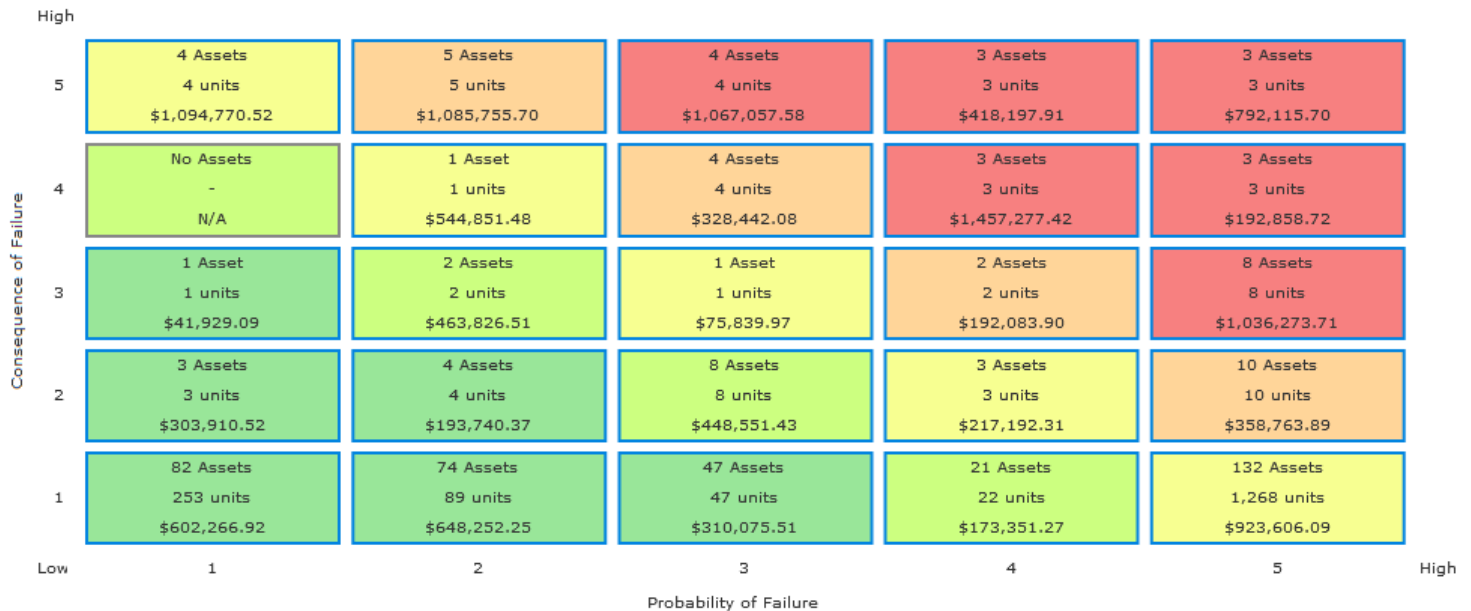 High
5
4 Assets
4 units
$1,094,770.52
5 Assets
5 units
$1,085,755.70
4 Assets
4 units
$1,067,057.58
3 Assets
3 units
$418,197.91
3 Assets
3 units
$792,115.70
4
No Assets
-
N/A
1 Asset
1 units
$544,851.48
4 Assets
4 units
$328,442.08
3 Assets
3 units
$1,457,277.42
3 Assets
3 units
$192,858.72
Consequence of Failure
3
1 Asset
1 units
$41,929.09
2 Assets
2 units
$463,826.51
1 Asset
1 units
$75,839.97
2 Assets
2 units
$192,083.90
8 Assets
8 units
$1,036,273.71
2
3 Assets
3 units
$303,910.52
4 Assets
4 units
$193,740.37
8 Assets
8 units
$448,551.43
3 Assets
3 units
$217,192.31
10 Assets
10 units
$358,763.89
1
82 Assets
253 units
$602,266.92
74 Assets
89 units
$648,252.25
47 Assets
47 units
$310,075.51
21 Assets
22 units
$173,351.27
132 Assets
1,268 units
$923,606.09
Low 1 2 3 4 5 High
Probability of Failure